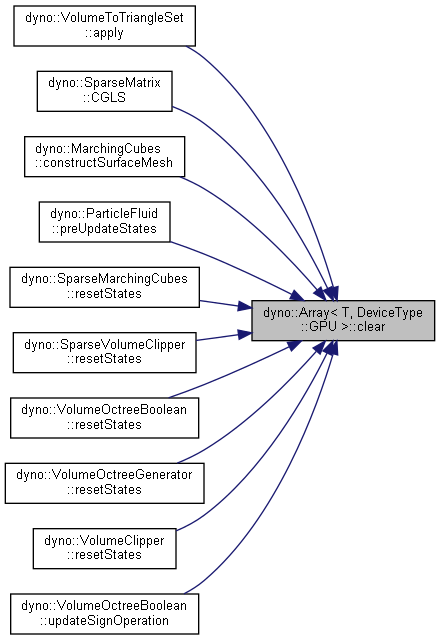 dyno::VolumeToTriangleSet
::apply
dyno::SparseMatrix
::CGLS
dyno::MarchingCubes
::constructSurfaceMesh
dyno::ParticleFluid
::preUpdateStates
dyno::SparseMarchingCubes
::resetStates
dyno::Array< T, DeviceType
::GPU >::clear
dyno::SparseVolumeClipper
::resetStates
dyno::VolumeOctreeBoolean
::resetStates
dyno::VolumeOctreeGenerator
::resetStates
dyno::VolumeClipper
::resetStates
dyno::VolumeOctreeBoolean
::updateSignOperation